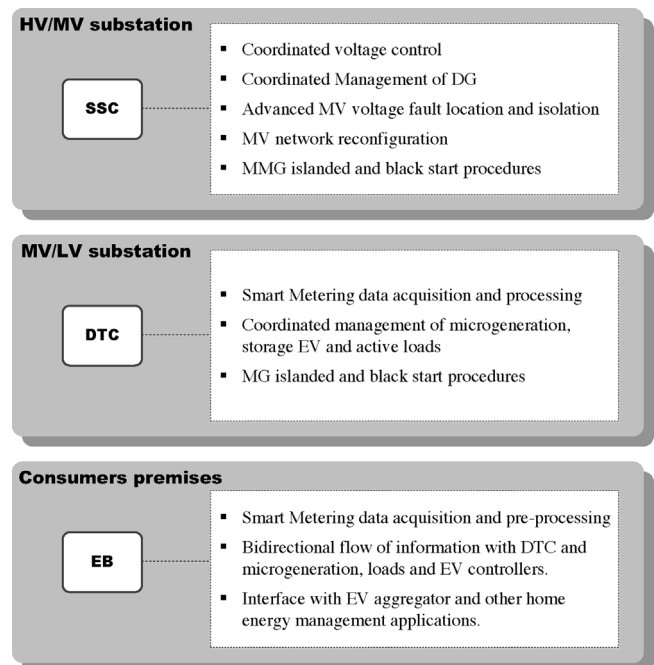 HV/MV substation
SSC
▪ Coordinated voltage control
▪ Coordinated Management of DG
▪ Advanced MV voltage fault location and isolation
▪ MV network reconfiguration
▪ MMG islanded and black start procedures
MV/LV substation
DTC
▪ Smart Metering data acquisition and processing
▪ Coordinated management of microgeneration,
storage EV and active loads
▪ MG islanded and black start procedures
Consumers premises
EB
▪ Smart Metering data acquisition and pre-processing
▪ Bidirectional flow of information with DTC and
microgeneration, loads and EV controllers.
▪ Interface with EV aggregator and other home
energy management applications.